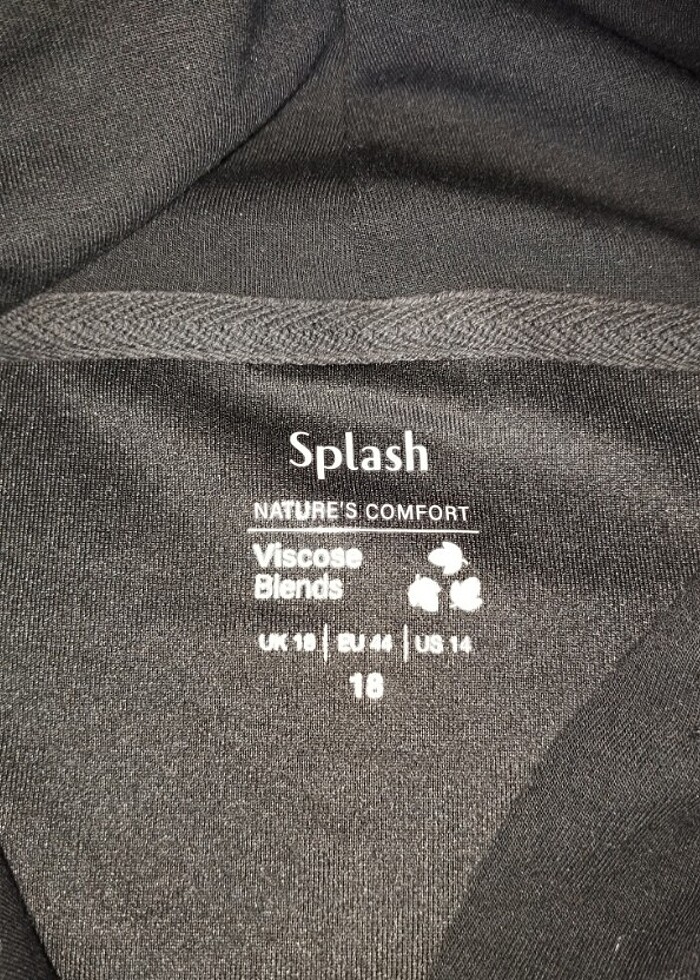 Splash
NATURE'S COMFORT
Viscose
Blends
UK 18 | EU 44 | US 14
18